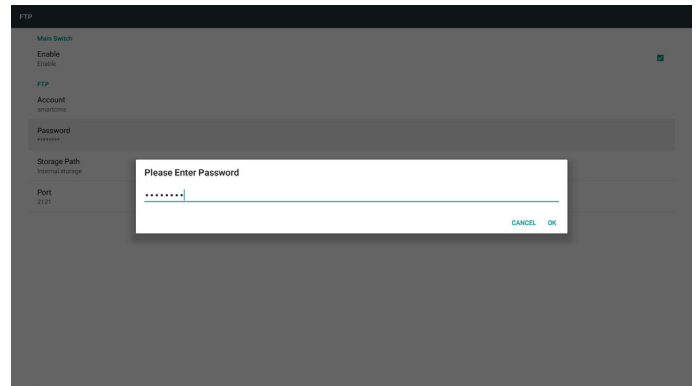 FTP
Main Switch
Enable
Enable
FTP
Account
smartcms
Password
********
Storage Path
Internal storage
Port
2121
Please Enter Password
••••••••
CANCEL OK